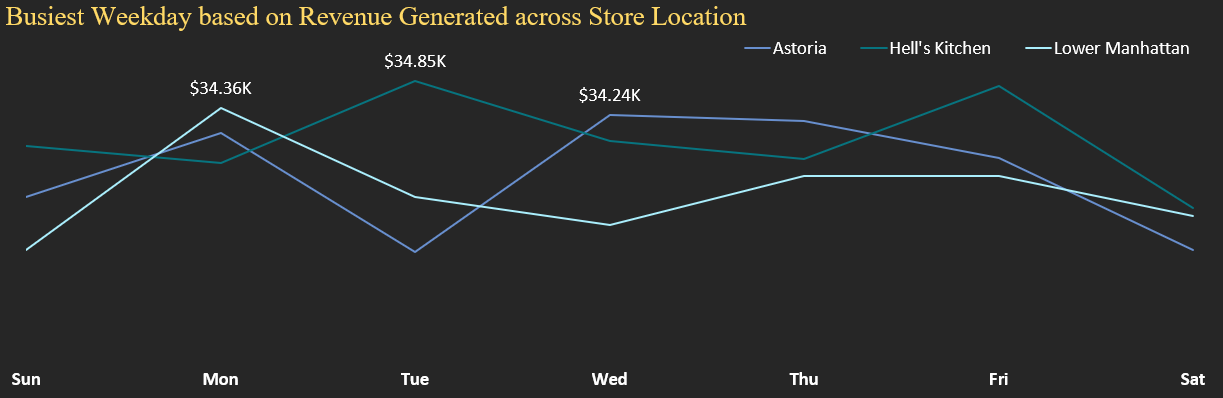 Busiest Weekday based on Revenue Generated across Store Location
Astoria Hell's Kitchen Lower Manhattan
$34.85K
$34.36K
$34.24K
Sun Mon Tue Wed Thu Fri Sat